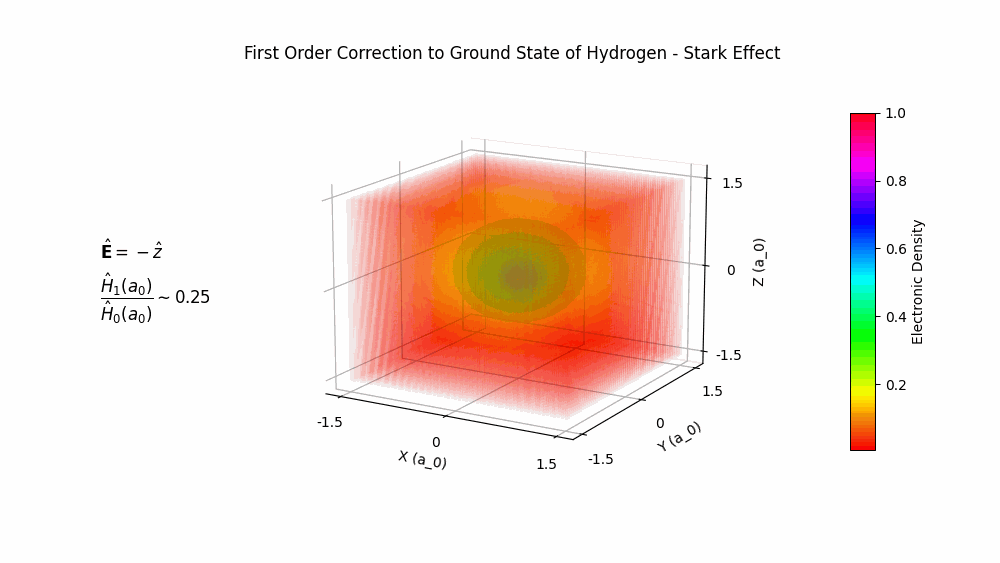 First Order Correction to Ground State of Hydrogen - Stark Effect
Ê = − ẑ
Ĥ₁(a₀)
Ĥ₀(a₀)
~ 0.25
-1.5
0
1.5
X (a_0)
-1.5
0
1.5
Y (a_0)
1.5
0
-1.5
Z (a_0)
1.0
0.8
0.6
0.4
0.2
Electronic Density